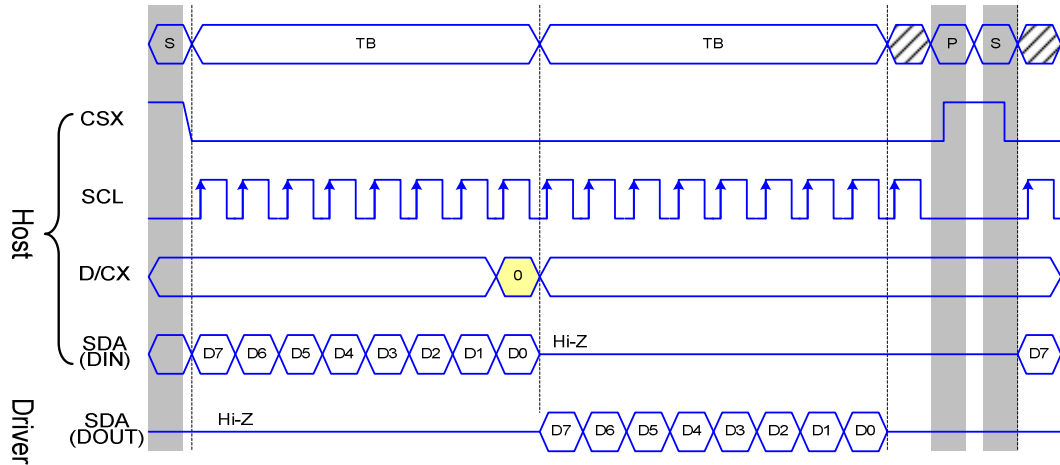 S TB TB P S
CSX
SCL
D/CX 0
SDA
(DIN) D7 D6 D5 D4 D3 D2 D1 D0 Hi-Z D7
SDA
(DOUT) Hi-Z D7 D6 D5 D4 D3 D2 D1 D0
Host
Driver